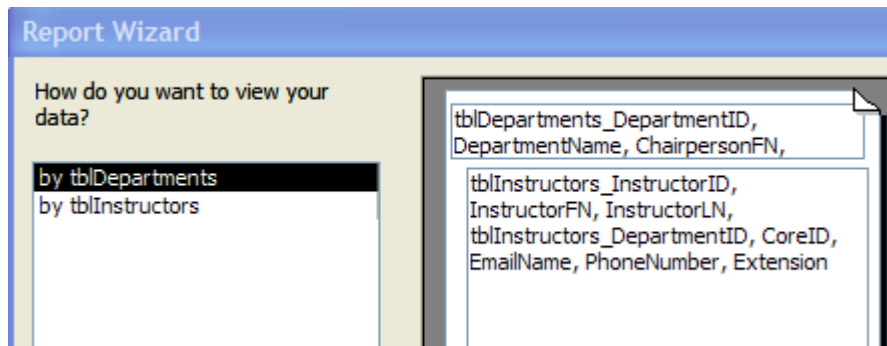 Report Wizard
How do you want to view your
data?
by tblDepartments
by tblInstructors
tblDepartments_DepartmentID,
DepartmentName, ChairpersonFN,
tblInstructors_InstructorID,
InstructorFN, InstructorLN,
tblInstructors_DepartmentID, CoreID,
EmailName, PhoneNumber, Extension